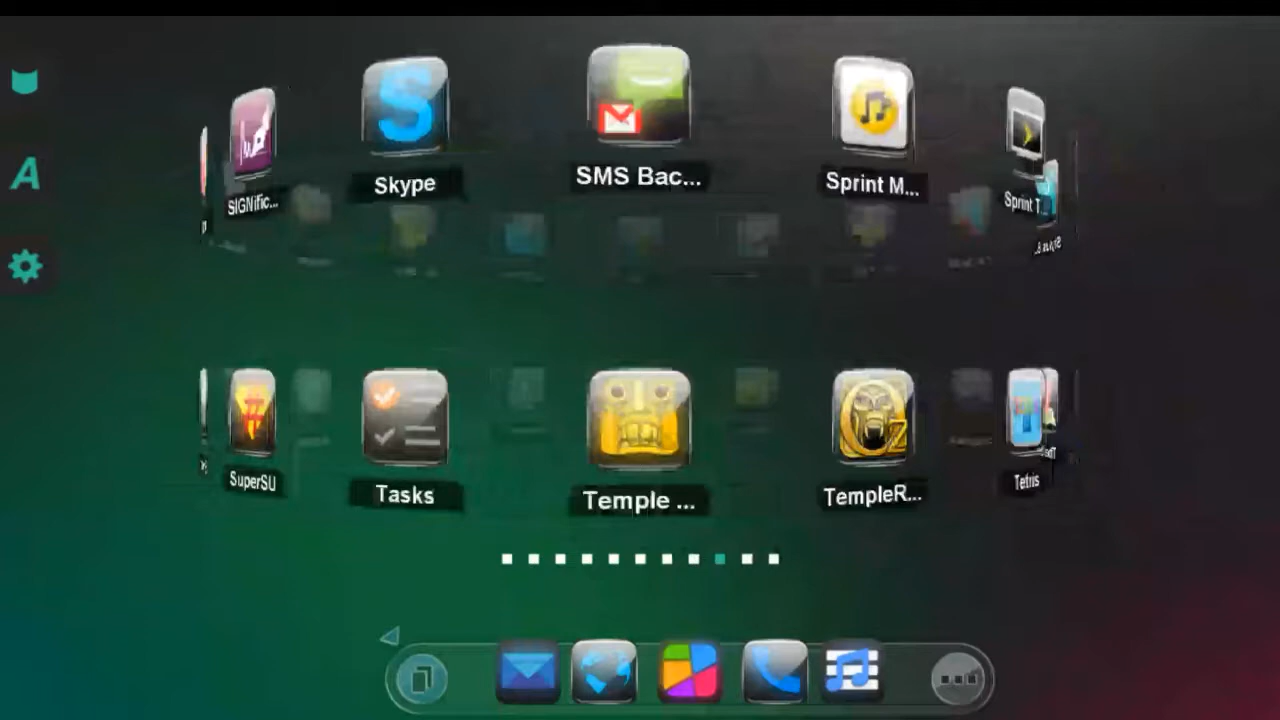 SMS Bac...
Skype
Sprint M...
SIGNific...
Sprint T...
SuperSU
Tasks
Temple ...
TempleR...
Tetris